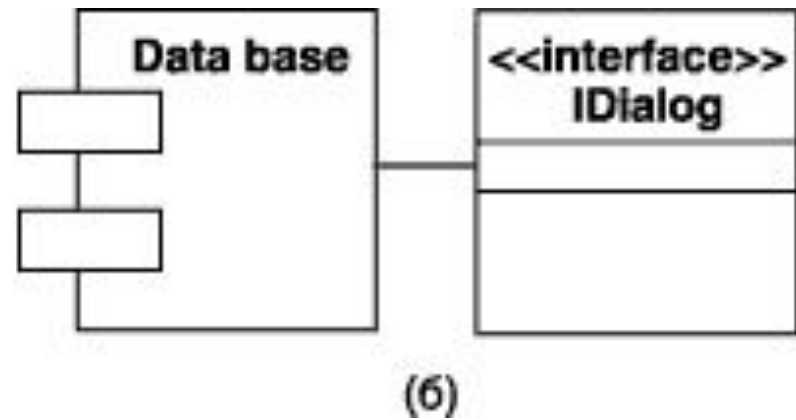 Data base
<<interface>>
IDialog
(б)